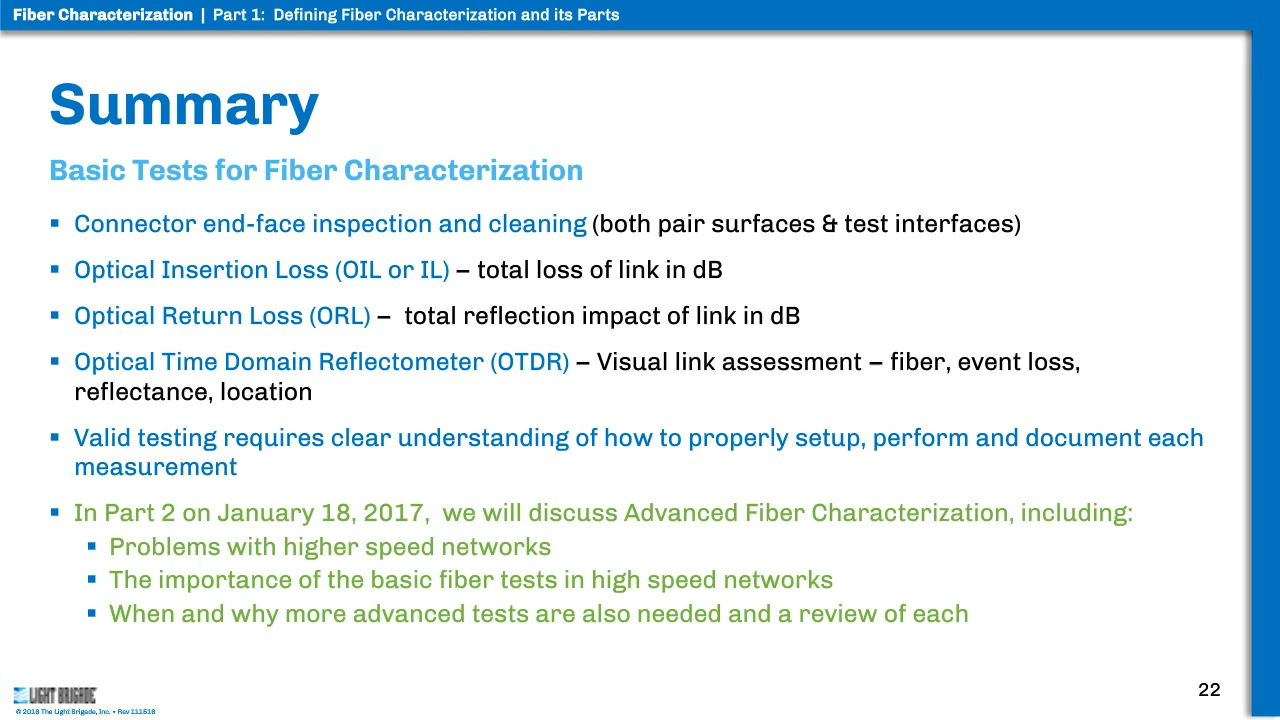 Fiber Characterization | Part 1: Defining Fiber Characterization and its Parts
Summary
Basic Tests for Fiber Characterization
▪ Connector end-face inspection and cleaning (both pair surfaces & test interfaces)
▪ Optical Insertion Loss (OIL or IL) – total loss of link in dB
▪ Optical Return Loss (ORL) – total reflection impact of link in dB
▪ Optical Time Domain Reflectometer (OTDR) – Visual link assessment – fiber, event loss,
reflectance, location
▪ Valid testing requires clear understanding of how to properly setup, perform and document each
measurement
▪ In Part 2 on January 18, 2017, we will discuss Advanced Fiber Characterization, including:
▪ Problems with higher speed networks
▪ The importance of the basic fiber tests in high speed networks
▪ When and why more advanced tests are also needed and a review of each
LIGHT BRIGADE
© 2016 The Light Brigade, Inc. • Rev 111516
22